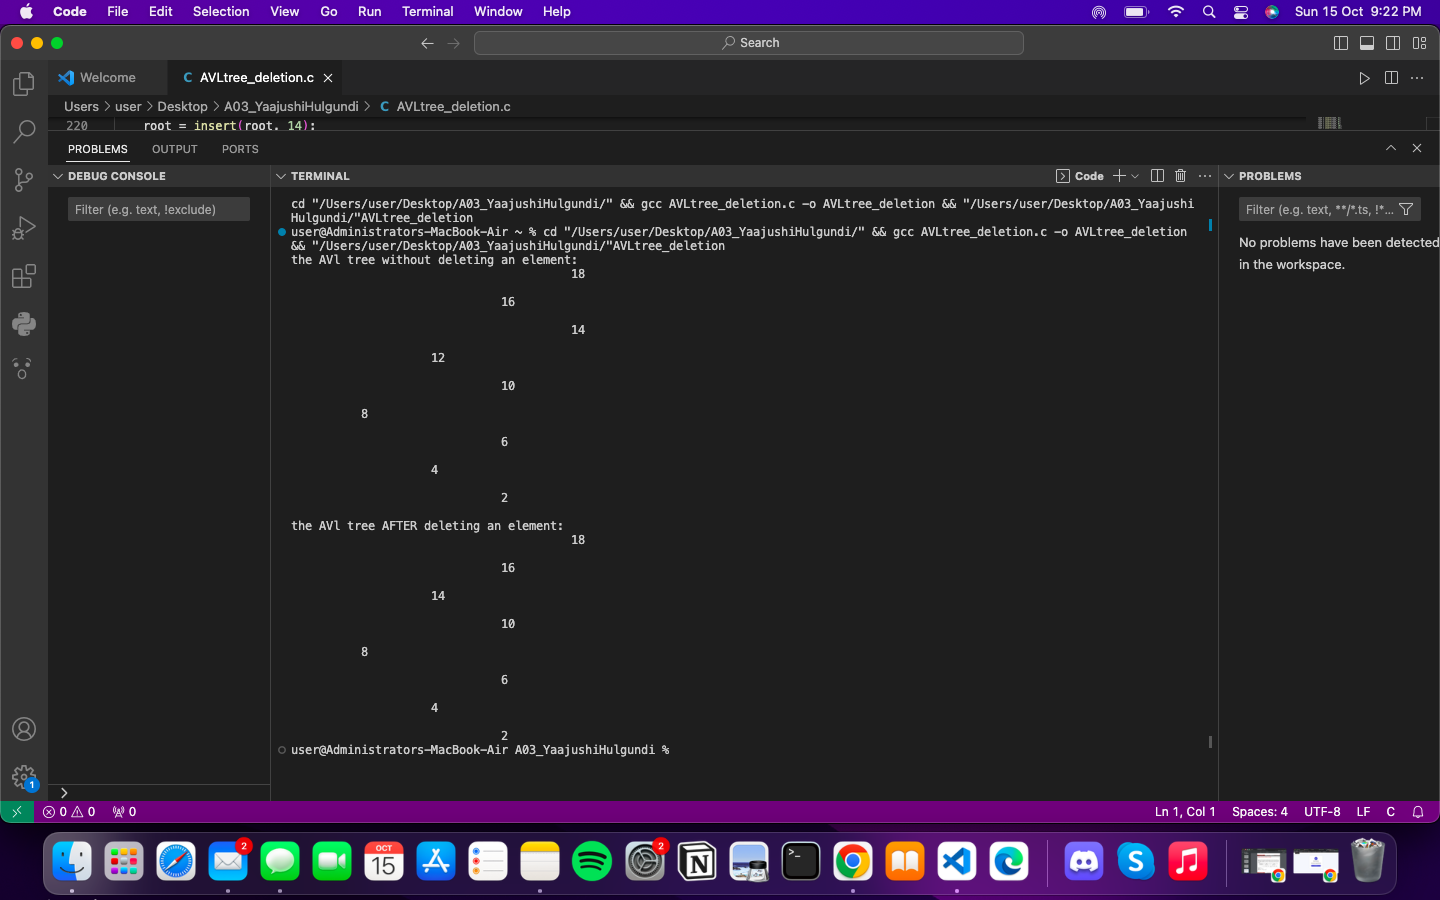 Code File Edit Selection View Go Run Terminal Window Help Sun 15 Oct 9:22 PM
Search
Welcome C AVLtree_deletion.c
Users > user > Desktop > A03_YaajushiHulgundi > C AVLtree_deletion.c
220 root = insert(root, 14);
PROBLEMS OUTPUT PORTS
DEBUG CONSOLE
Filter (e.g. text, !exclude)
TERMINAL
Code
cd "/Users/user/Desktop/A03_YaajushiHulgundi/" && gcc AVLtree_deletion.c -o AVLtree_deletion && "/Users/user/Desktop/A03_Yaajushi
Hulgundi/"AVLtree_deletion
user@Administrators-MacBook-Air ~ % cd "/Users/user/Desktop/A03_YaajushiHulgundi/" && gcc AVLtree_deletion.c -o AVLtree_deletion
&& "/Users/user/Desktop/A03_YaajushiHulgundi/"AVLtree_deletion
the AVl tree without deleting an element:
18
16
14
12
10
8
6
4
2
the AVl tree AFTER deleting an element:
18
16
14
10
8
6
4
2
user@Administrators-MacBook-Air A03_YaajushiHulgundi %
PROBLEMS
Filter (e.g. text, **/*.ts, !*...
No problems have been detected
in the workspace.
1
0 0 0 Ln 1, Col 1 Spaces: 4 UTF-8 LF C
2
OCT
15
2